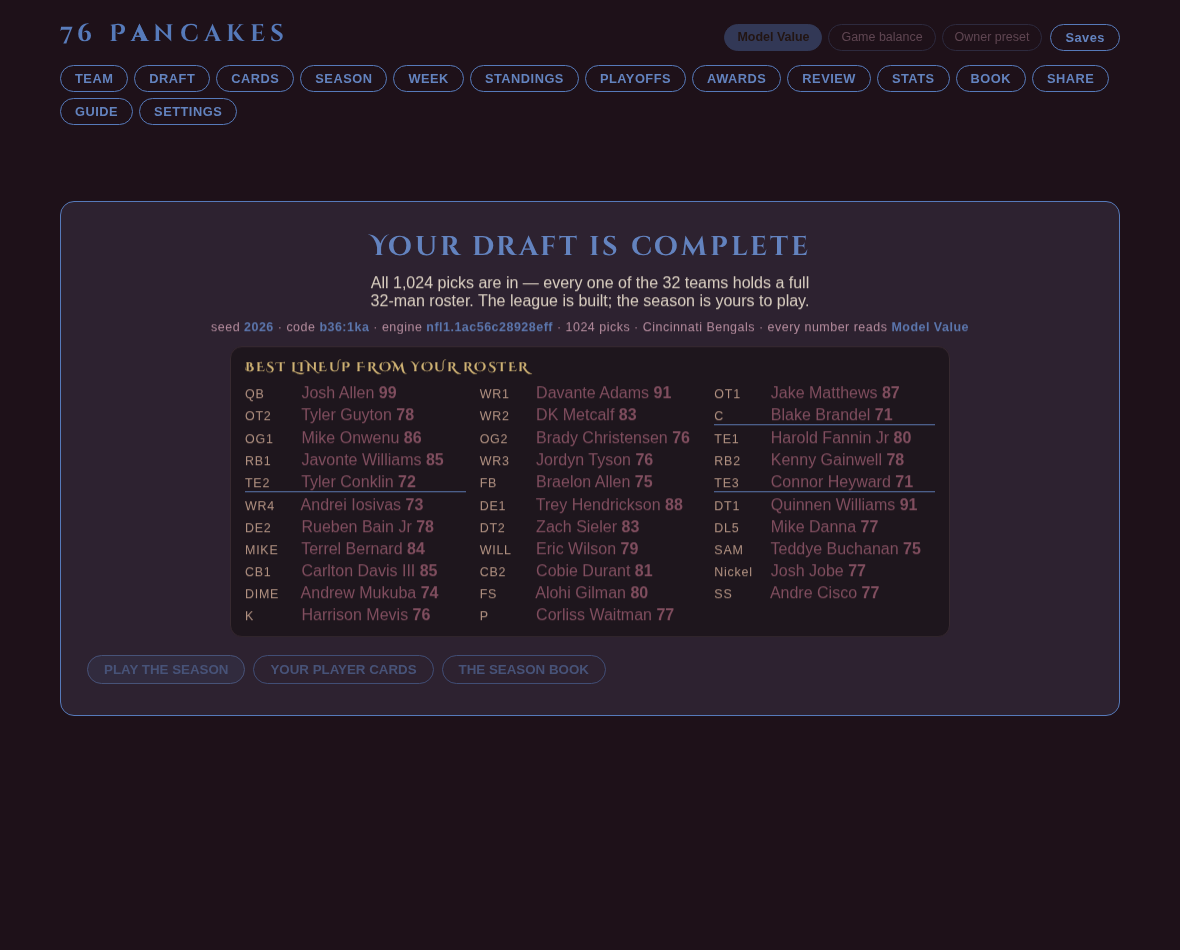 76 PANCAKES
Model Value Game balance Owner preset Saves
TEAM DRAFT CARDS SEASON WEEK STANDINGS PLAYOFFS AWARDS REVIEW STATS BOOK SHARE
GUIDE SETTINGS
YOUR DRAFT IS COMPLETE
All 1,024 picks are in — every one of the 32 teams holds a full
32-man roster. The league is built; the season is yours to play.
seed 2026 · code b36:1ka · engine nfl1.1ac56c28928eff · 1024 picks · Cincinnati Bengals · every number reads Model Value
BEST LINEUP FROM YOUR ROSTER
QB Josh Allen 99 WR1 Davante Adams 91 OT1 Jake Matthews 87
OT2 Tyler Guyton 78 WR2 DK Metcalf 83 C Blake Brandel 71
OG1 Mike Onwenu 86 OG2 Brady Christensen 76 TE1 Harold Fannin Jr 80
RB1 Javonte Williams 85 WR3 Jordyn Tyson 76 RB2 Kenny Gainwell 78
TE2 Tyler Conklin 72 FB Braelon Allen 75 TE3 Connor Heyward 71
WR4 Andrei Iosivas 73 DE1 Trey Hendrickson 88 DT1 Quinnen Williams 91
DE2 Rueben Bain Jr 78 DT2 Zach Sieler 83 DL5 Mike Danna 77
MIKE Terrel Bernard 84 WILL Eric Wilson 79 SAM Teddye Buchanan 75
CB1 Carlton Davis III 85 CB2 Cobie Durant 81 Nickel Josh Jobe 77
DIME Andrew Mukuba 74 FS Alohi Gilman 80 SS Andre Cisco 77
K Harrison Mevis 76 P Corliss Waitman 77
PLAY THE SEASON YOUR PLAYER CARDS THE SEASON BOOK